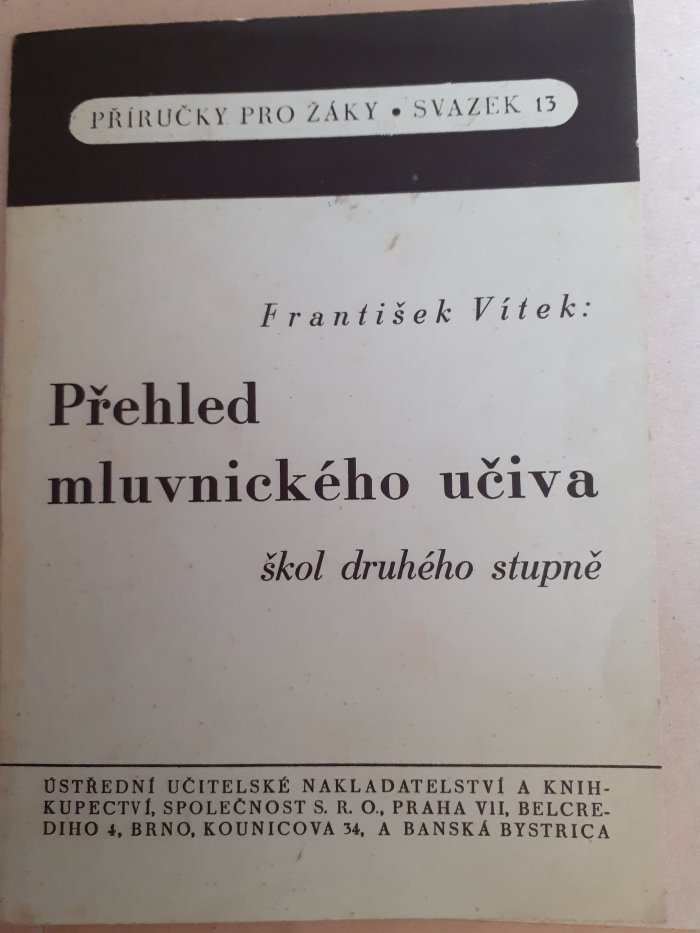 PŘÍRUČKY PRO ŽÁKY • SVAZEK 13
František Vítek:
Přehled
mluvnického učiva
škol druhého stupně
ÚSTŘEDNÍ UČITELSKÉ NAKLADATELSTVÍ A KNIH-
KUPECTVÍ, SPOLEČNOST S. R. O., PRAHA VII, BELCRE-
DIHO 4, BRNO, KOUNICOVA 34, A BANSKÁ BYSTRICA